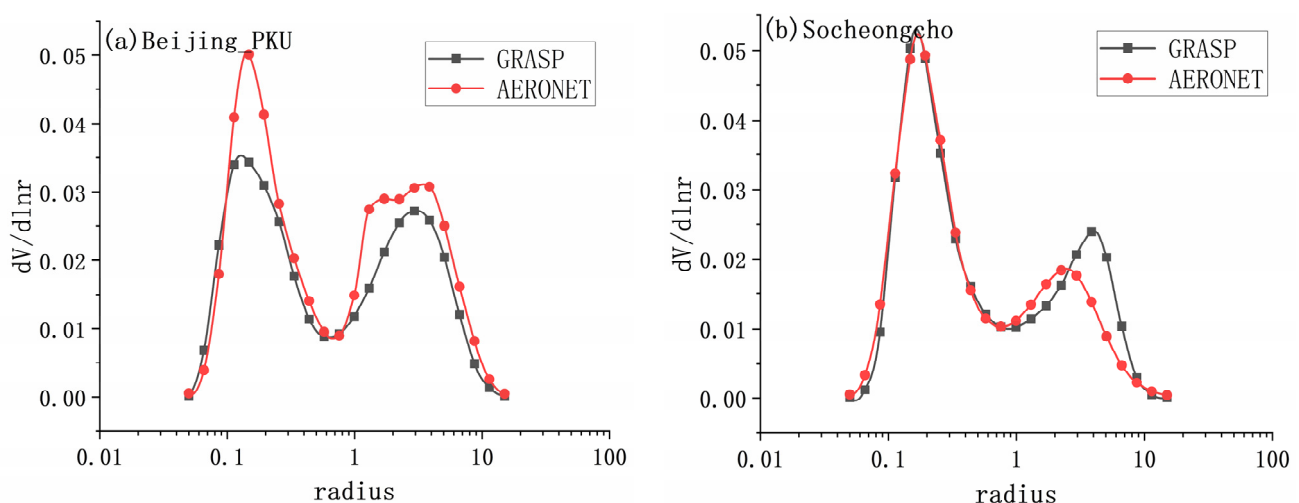 (a)Beijing_PKU
GRASP
AERONET
0.05
0.04
0.03
0.02
0.01
0.00
dV/dlnr
0.01
0.1
1
10
100
radius
(b)Socheongcho
GRASP
AERONET
0.05
0.04
0.03
0.02
0.01
0.00
dV/dlnr
0.01
0.1
1
10
100
radius